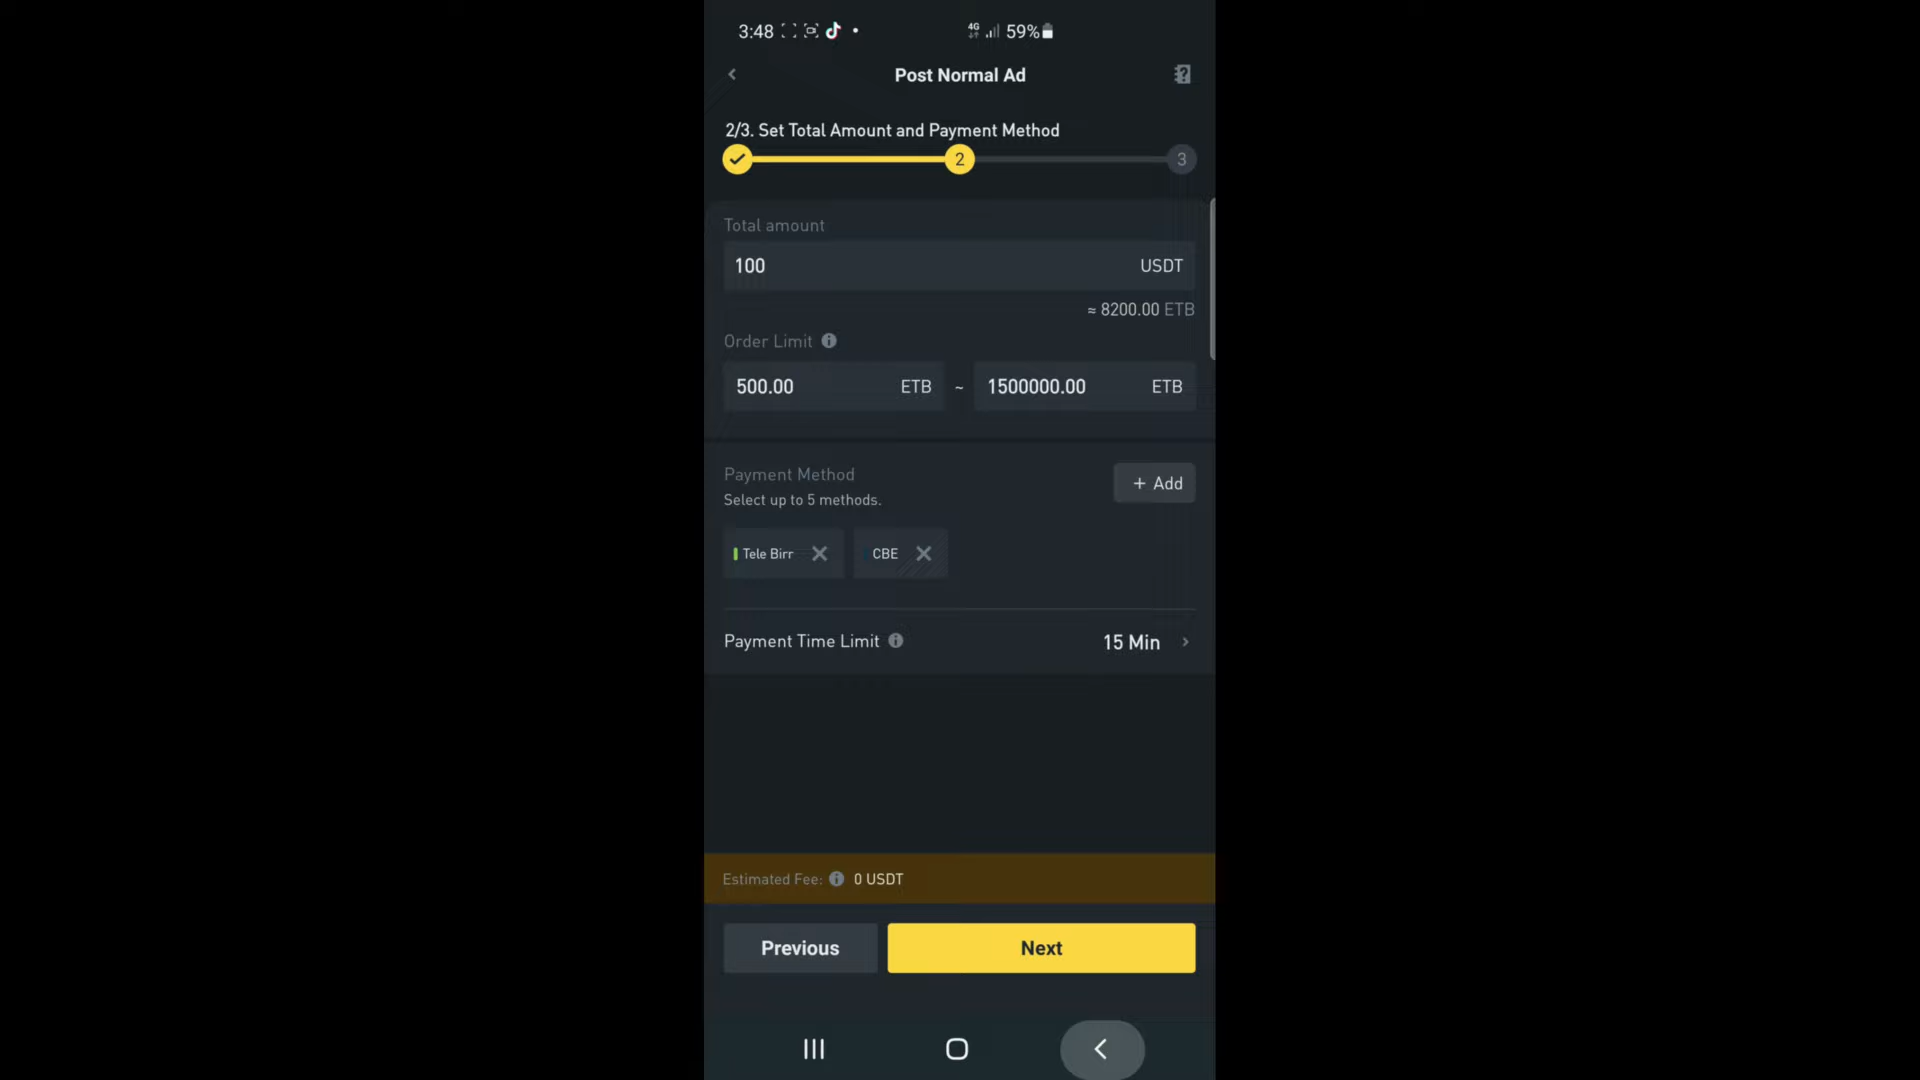 3:48 4G 59%
Post Normal Ad
2/3. Set Total Amount and Payment Method
2 3
Total amount
100 USDT
≈ 8200.00 ETB
Order Limit
500.00 ETB ~ 1500000.00 ETB
Payment Method
+ Add
Select up to 5 methods.
Tele Birr CBE
Payment Time Limit 15 Min
Estimated Fee: 0 USDT
Previous Next